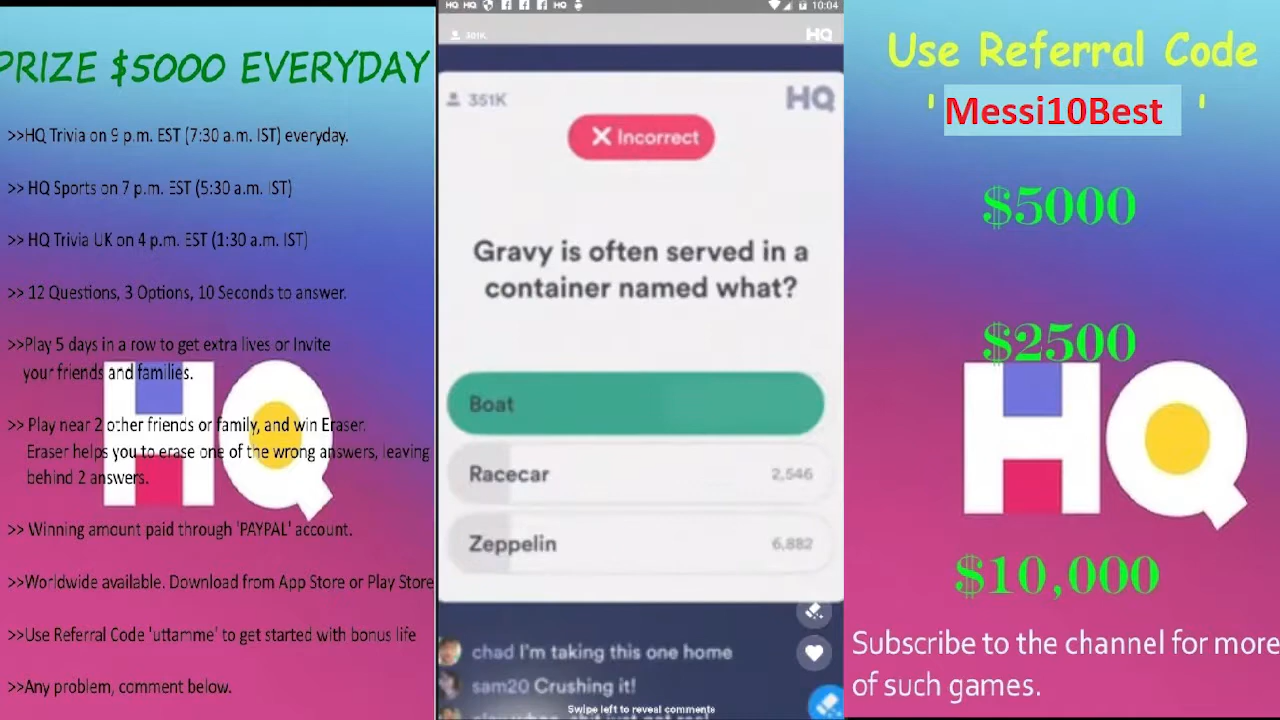 PRIZE $5000 EVERYDAY
>>HQ Trivia on 9 p.m. EST (7:30 a.m. IST) everyday.
>> HQ Sports on 7 p.m. EST (5:30 a.m. IST)
>> HQ Trivia UK on 4 p.m. EST (1:30 a.m. IST)
>> 12 Questions, 3 Options, 10 Seconds to answer.
>>Play 5 days in a row to get extra lives or Invite
your friends and families.
>> Play near 2 other friends or family, and win Eraser.
Eraser helps you to erase one of the wrong answers, leaving
behind 2 answers.
>> Winning amount paid through 'PAYPAL' account.
>>Worldwide available. Download from App Store or Play Store
>>Use Referral Code 'uttamme' to get started with bonus life
>>Any problem, comment below.
HQ
HQ HQ HQ 10:04
HQ
351K HQ
Incorrect
Gravy is often served in a
container named what?
Boat
Racecar 2,546
Zeppelin 6,882
chad I'm taking this one home
sam20 Crushing it!
Swipe left to reveal comments
Use Referral Code
' Messi10Best '
$5000
$2500
HQ
$10,000
Subscribe to the channel for more
of such games.